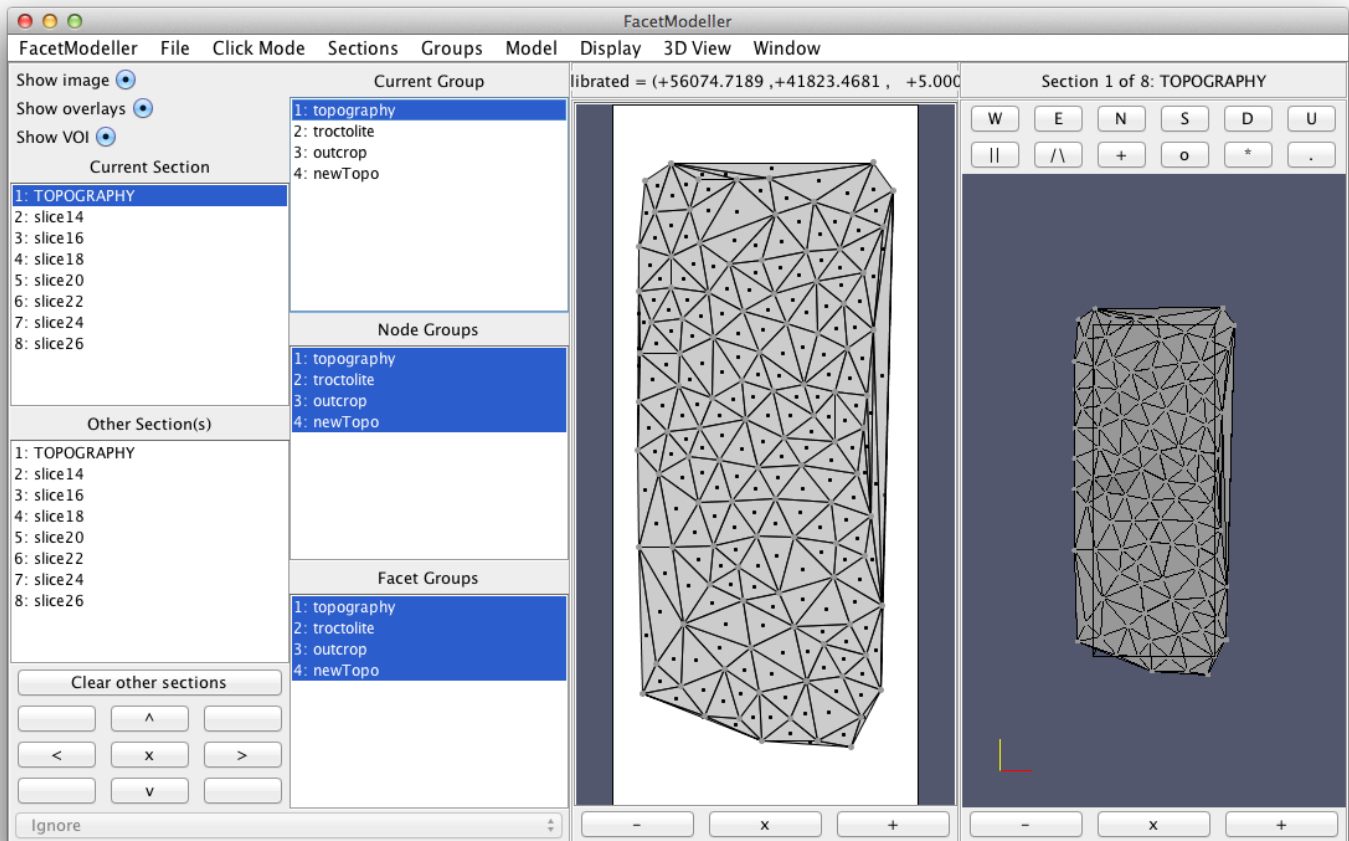 FacetModeller
FacetModeller File Click Mode Sections Groups Model Display 3D View Window
Show image
Show overlays
Show VOI
Current Section
1: TOPOGRAPHY
2: slice14
3: slice16
4: slice18
5: slice20
6: slice22
7: slice24
8: slice26
Other Section(s)
1: TOPOGRAPHY
2: slice14
3: slice16
4: slice18
5: slice20
6: slice22
7: slice24
8: slice26
Clear other sections
^
< x >
v
Ignore
Current Group
1: topography
2: troctolite
3: outcrop
4: newTopo
Node Groups
1: topography
2: troctolite
3: outcrop
4: newTopo
Facet Groups
1: topography
2: troctolite
3: outcrop
4: newTopo
librated = (+56074.7189 ,+41823.4681 , +5.000
- x +
Section 1 of 8: TOPOGRAPHY
W E N S D U
|| /\ + o * .
- x +